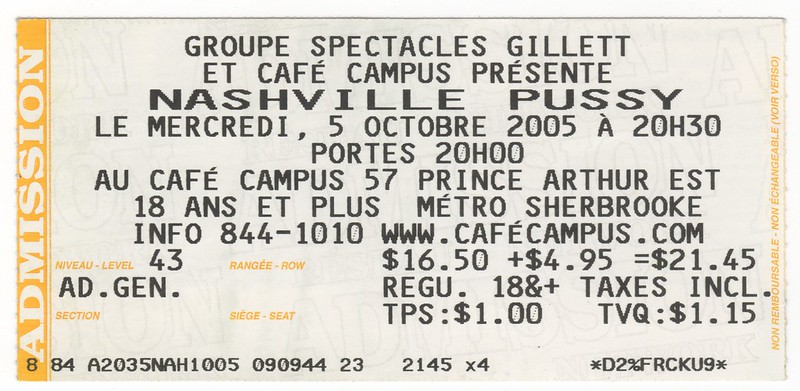 ADMISSION
GROUPE SPECTACLES GILLETT
ET CAFÉ CAMPUS PRÉSENTE
NASHVILLE PUSSY
LE MERCREDI, 5 OCTOBRE 2005 À 20H30
PORTES 20H00
AU CAFÉ CAMPUS 57 PRINCE ARTHUR EST
18 ANS ET PLUS MÉTRO SHERBROOKE
INFO 844-1010 WWW.CAFÉCAMPUS.COM
NIVEAU - LEVEL 43 RANGÉE - ROW $16.50 +$4.95 =$21.45
AD.GEN. REGU. 18&+ TAXES INCL.
SECTION SIÈGE - SEAT TPS:$1.00 TVQ:$1.15
8 84 A2035NAH1005 090944 23 2145 x4 *D2%FRCKU9*
NON REMBOURSABLE - NON ÉCHANGEABLE (VOIR VERSO)